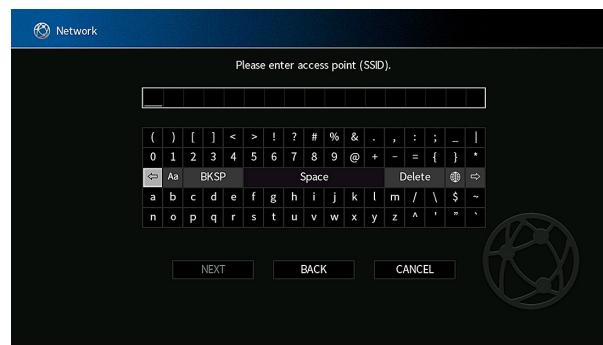 Network
Please enter access point (SSID).
( ) [ ] < > ! ? # % & . , : ; _ |
0 1 2 3 4 5 6 7 8 9 @ + - = { } *
⇦ Aa BKSP Space Delete ⇨
a b c d e f g h i j k l m / \ $ ~
n o p q r s t u v w x y z ^ ' " `
NEXT BACK CANCEL